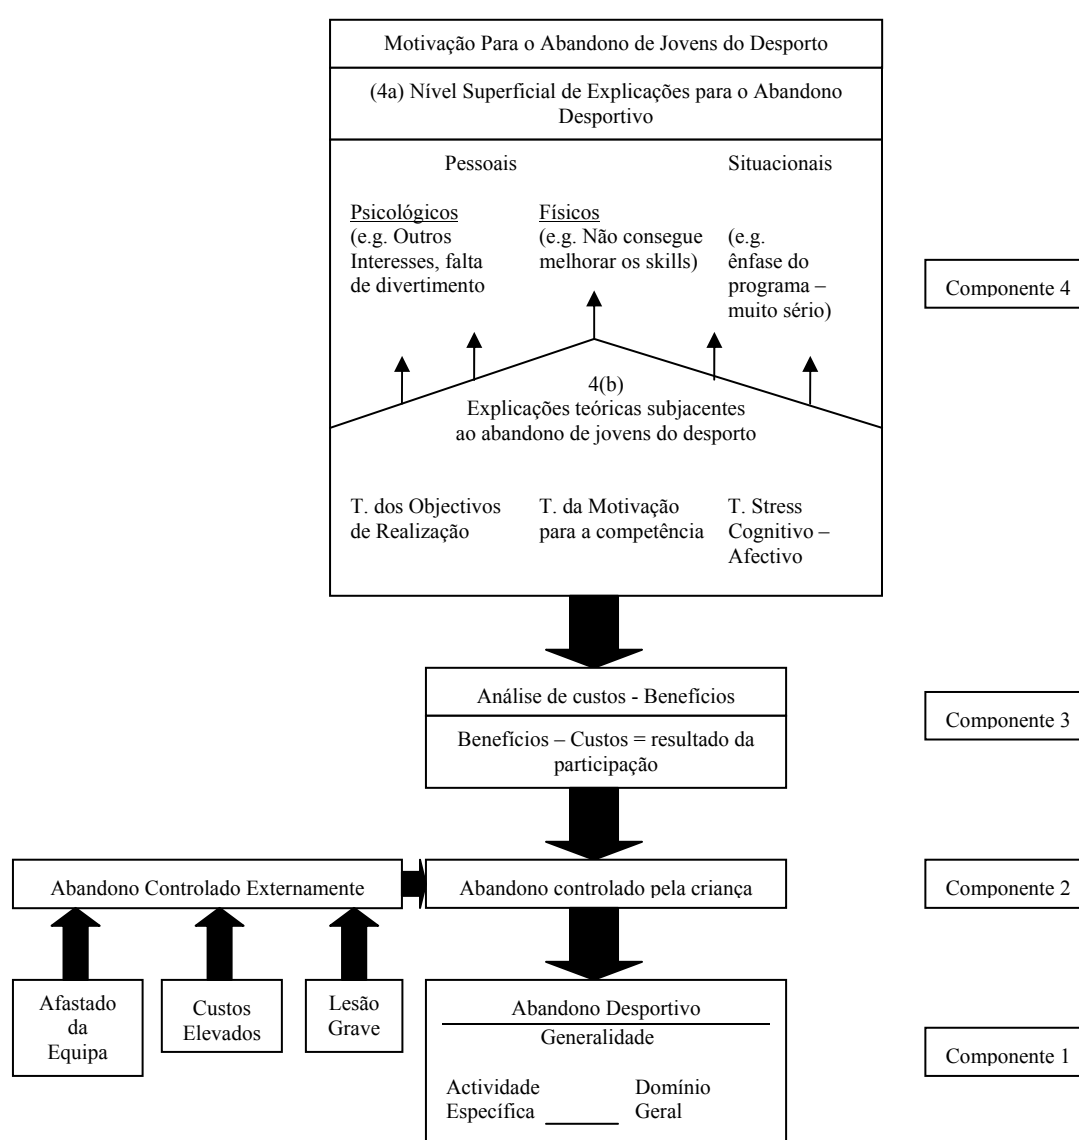 Motivação Para o Abandono de Jovens do Desporto
(4a) Nível Superficial de Explicações para o Abandono
Desportivo
Pessoais
Situacionais
Psicológicos
(e.g. Outros
Interesses, falta
de divertimento
Físicos
(e.g. Não consegue
melhorar os skills)
(e.g.
ênfase do
programa –
muito sério)
Componente 4
4(b)
Explicações teóricas subjacentes
ao abandono de jovens do desporto
T. dos Objectivos
de Realização
T. da Motivação
para a competência
T. Stress
Cognitivo –
Afectivo
Análise de custos - Benefícios
Benefícios – Custos = resultado da
participação
Componente 3
Abandono Controlado Externamente
Abandono controlado pela criança
Componente 2
Afastado
da
Equipa
Custos
Elevados
Lesão
Grave
Abandono Desportivo
Generalidade
Actividade
Específica
Domínio
Geral
Componente 1